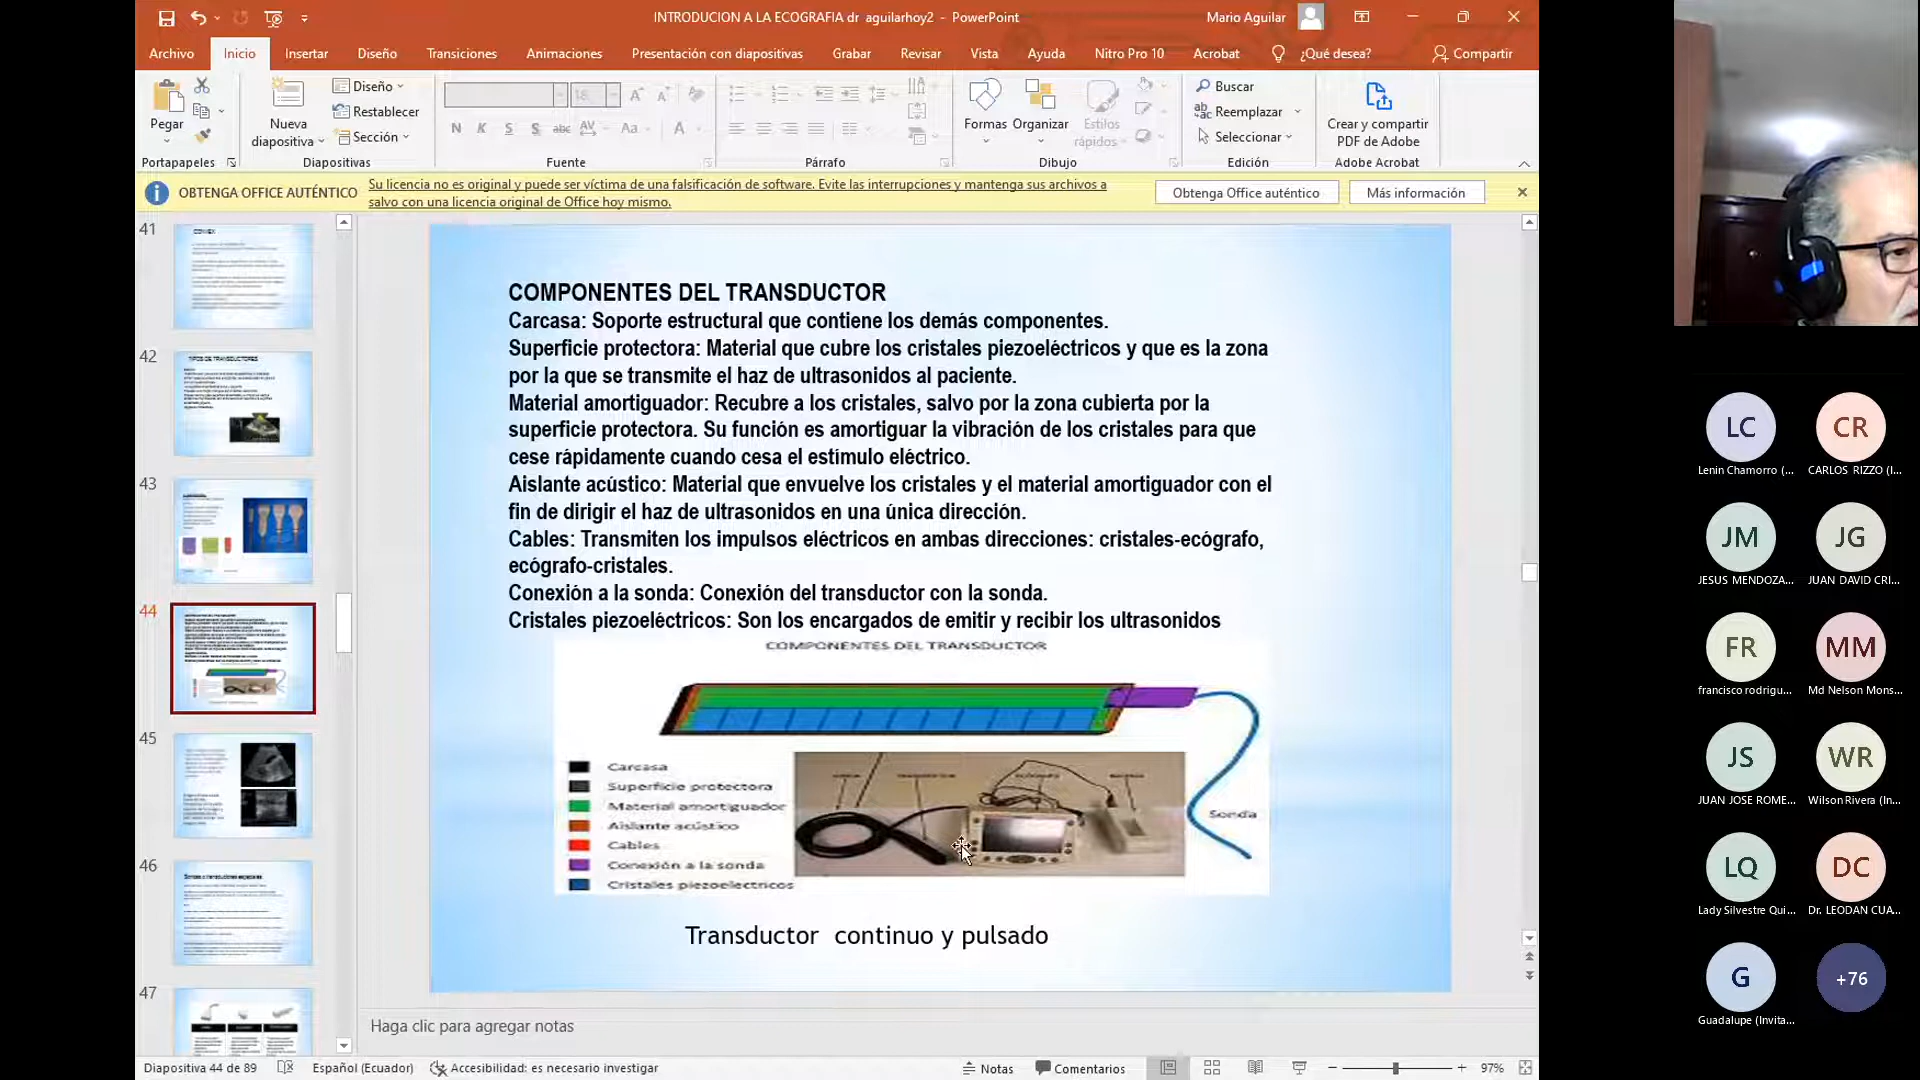 INTRODUCION A LA ECOGRAFIA dr aguilarhoy2 - PowerPoint
Mario Aguilar
Archivo
Inicio
Insertar
Diseño
Transiciones
Animaciones
Presentación con diapositivas
Grabar
Revisar
Vista
Ayuda
Nitro Pro 10
Acrobat
¿Qué desea?
Compartir
Pegar
Portapapeles
Nueva
diapositiva
Diseño
Restablecer
Sección
Diapositivas
18
N K S S abc AV Aa A
Fuente
Párrafo
Formas
Organizar
Estilos
rápidos
Dibujo
Buscar
Reemplazar
Seleccionar
Edición
Crear y compartir
PDF de Adobe
Adobe Acrobat
OBTENGA OFFICE AUTÉNTICO
Su licencia no es original y puede ser víctima de una falsificación de software. Evite las interrupciones y mantenga sus archivos a
salvo con una licencia original de Office hoy mismo.
Obtenga Office auténtico
Más información
41
42
TIPOS DE TRANSDUCTORES
43
44
45
46
47
COMPONENTES DEL TRANSDUCTOR
Carcasa: Soporte estructural que contiene los demás componentes.
Superficie protectora: Material que cubre los cristales piezoeléctricos y que es la zona
por la que se transmite el haz de ultrasonidos al paciente.
Material amortiguador: Recubre a los cristales, salvo por la zona cubierta por la
superficie protectora. Su función es amortiguar la vibración de los cristales para que
cese rápidamente cuando cesa el estímulo eléctrico.
Aislante acústico: Material que envuelve los cristales y el material amortiguador con el
fin de dirigir el haz de ultrasonidos en una única dirección.
Cables: Transmiten los impulsos eléctricos en ambas direcciones: cristales-ecógrafo,
ecógrafo-cristales.
Conexión a la sonda: Conexión del transductor con la sonda.
Cristales piezoeléctricos: Son los encargados de emitir y recibir los ultrasonidos
COMPONENTES DEL TRANSDUCTOR
Carcasa
Superficie protectora
Material amortiguador
Aislante acústico
Cables
Conexión a la sonda
Cristales piezoelectricos
Sonda
Transductor continuo y pulsado
Haga clic para agregar notas
Diapositiva 44 de 89
Español (Ecuador)
Accesibilidad: es necesario investigar
Notas
Comentarios
97%
LC
Lenin Chamorro (...
CR
CARLOS RIZZO (I...
JM
JESUS MENDOZA...
JG
JUAN DAVID CRI...
FR
francisco rodrigu...
MM
Md Nelson Mons...
JS
JUAN JOSE ROME...
WR
Wilson Rivera (In...
LQ
Lady Silvestre Qui...
DC
Dr. LEODAN CUA...
G
Guadalupe (Invita...
+76